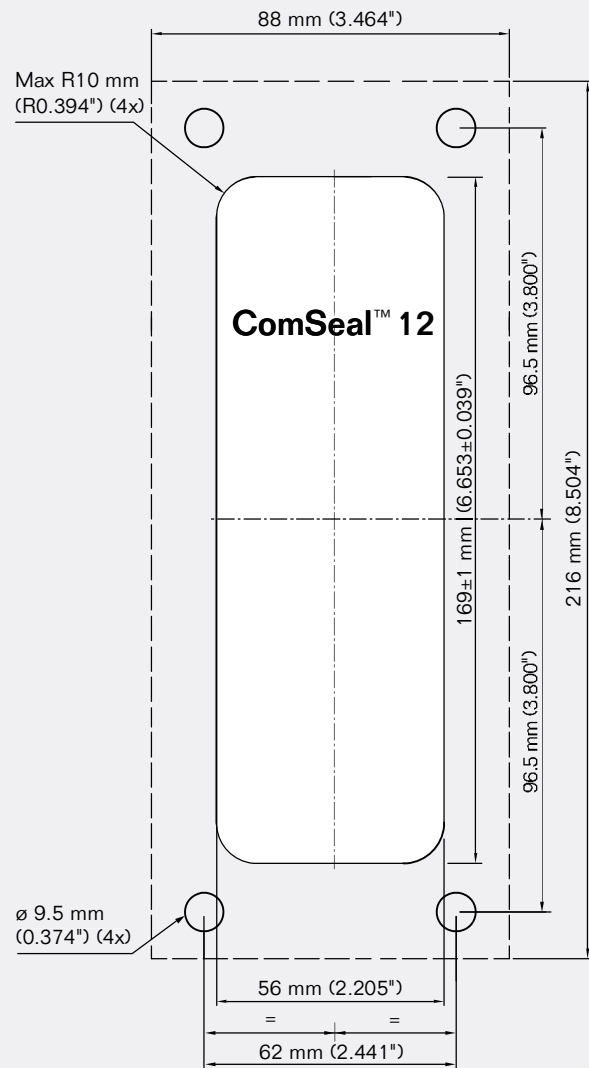 88 mm (3.464")
Max R10 mm
(R0.394") (4x)
ComSeal™ 12
96.5 mm (3.800")
169±1 mm (6.653±0.039")
216 mm (8.504")
96.5 mm (3.800")
ø 9.5 mm
(0.374") (4x)
56 mm (2.205")
= =
62 mm (2.441")